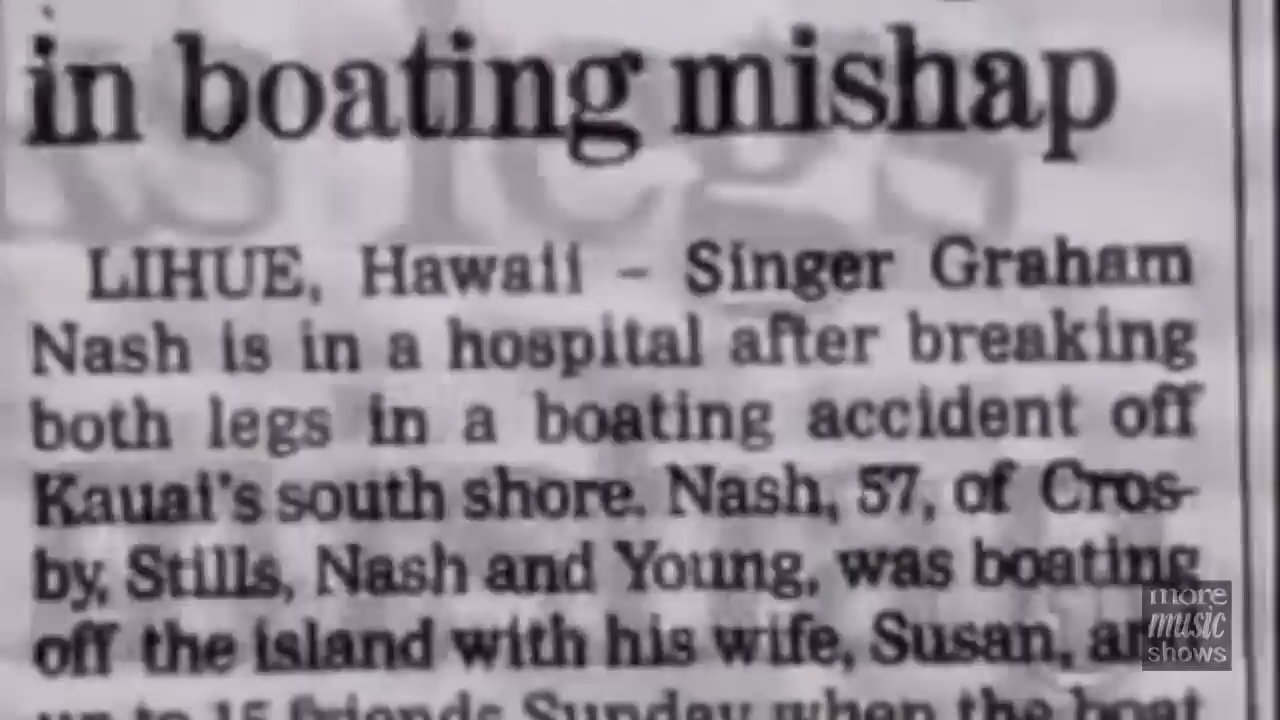 in boating mishap
LIHUE, Hawaii – Singer Graham
Nash is in a hospital after breaking
both legs in a boating accident off
Kauai's south shore. Nash, 57, of Cros-
by, Stills, Nash and Young, was boating
off the island with his wife, Susan, an
up to 15 friends Sunday when the boat
more
music
shows